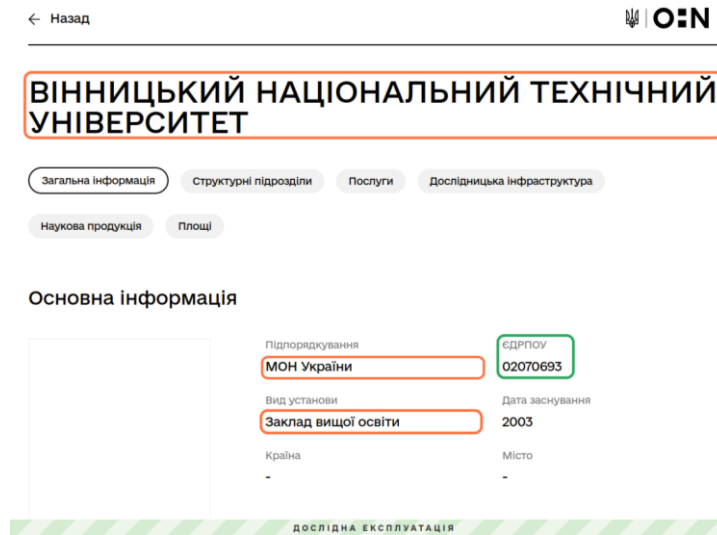 ← Назад
О:N
ВІННИЦЬКИЙ НАЦІОНАЛЬНИЙ ТЕХНІЧНИЙ
УНІВЕРСИТЕТ
Загальна інформація Структурні підрозділи Послуги Дослідницька інфраструктура
Наукова продукція Площі
Основна інформація
Підпорядкування ЄДРПОУ
МОН України 02070693
Вид установи Дата заснування
Заклад вищої освіти 2003
Країна Місто
- -
ДОСЛІДНА ЕКСПЛУАТАЦІЯ